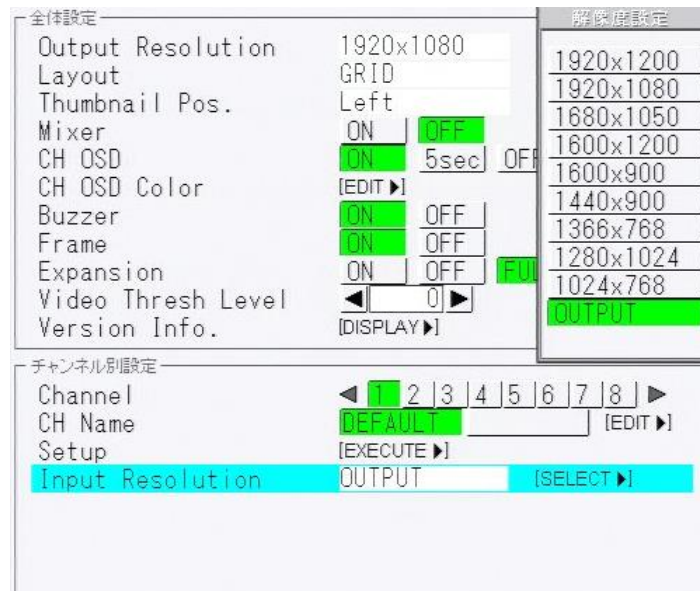 全体設定
Output Resolution 1920x1080
Layout GRID
Thumbnail Pos. Left
Mixer ON OFF
CH OSD ON 5sec OFF
CH OSD Color [EDIT▶]
Buzzer ON OFF
Frame ON OFF
Expansion ON OFF FUL
Video Thresh Level ◀ 0 ▶
Version Info. [DISPLAY▶]
解像度設定
1920x1200
1920x1080
1680x1050
1600x1200
1600x900
1440x900
1366x768
1280x1024
1024x768
OUTPUT
チャンネル別設定
Channel ◀ 1 2 3 4 5 6 7 8 ▶
CH Name DEFAULT [EDIT▶]
Setup [EXECUTE▶]
Input Resolution OUTPUT [SELECT▶]